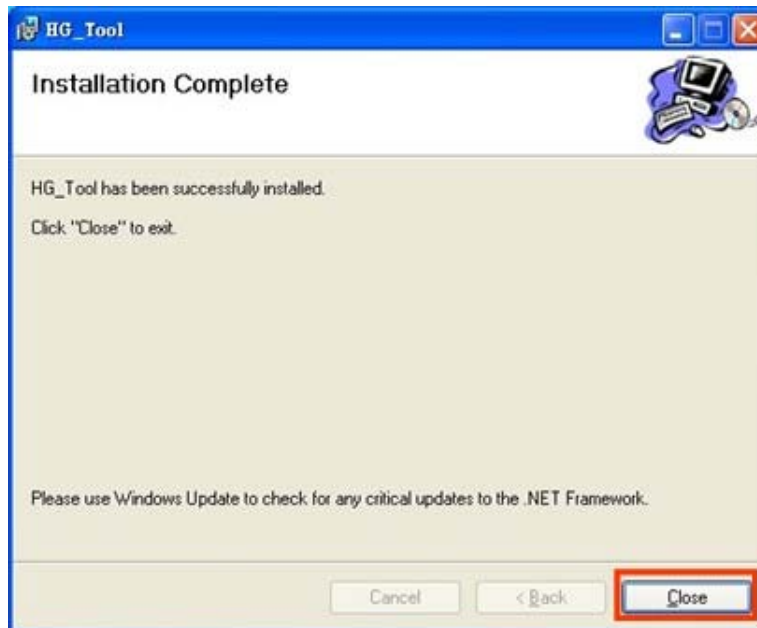 HG_Tool
Installation Complete
HG_Tool has been successfully installed.
Click "Close" to exit.
Please use Windows Update to check for any critical updates to the .NET Framework.
Cancel
< Back
Close